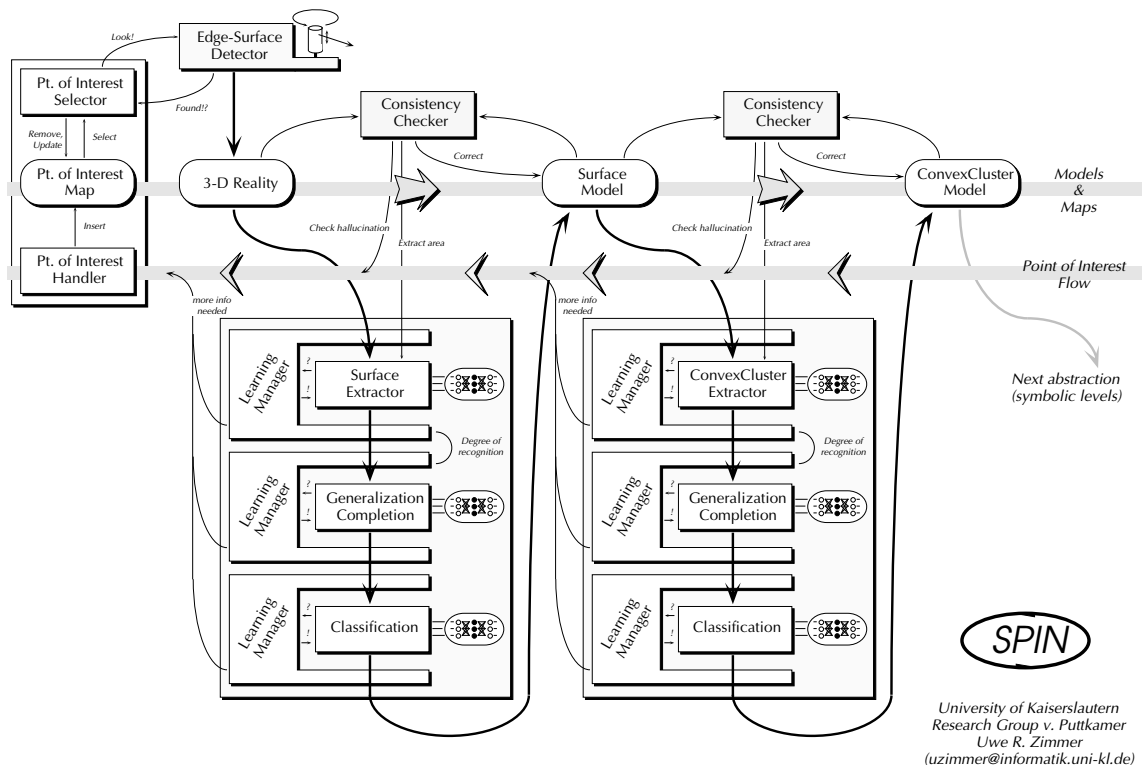 Look!
Edge-Surface
Detector
Pt. of Interest
Selector
Found!?
Remove,
Update
Select
Consistency
Checker
Consistency
Checker
Correct
Correct
Pt. of Interest
Map
3-D Reality
Surface
Model
ConvexCluster
Model
Models
&
Maps
Insert
Check hallucination
Extract area
Check hallucination
Extract area
Pt. of Interest
Handler
Point of Interest
Flow
more info
needed
more info
needed
Learning
Manager
?
!
Surface
Extractor
Learning
Manager
?
!
ConvexCluster
Extractor
Next abstraction
(symbolic levels)
Degree of
recognition
Degree of
recognition
Learning
Manager
?
!
Generalization
Completion
Learning
Manager
?
!
Generalization
Completion
Learning
Manager
?
!
Classification
Learning
Manager
?
!
Classification
SPIN
University of Kaiserslautern
Research Group v. Puttkamer
Uwe R. Zimmer
(uzimmer@informatik.uni-kl.de)